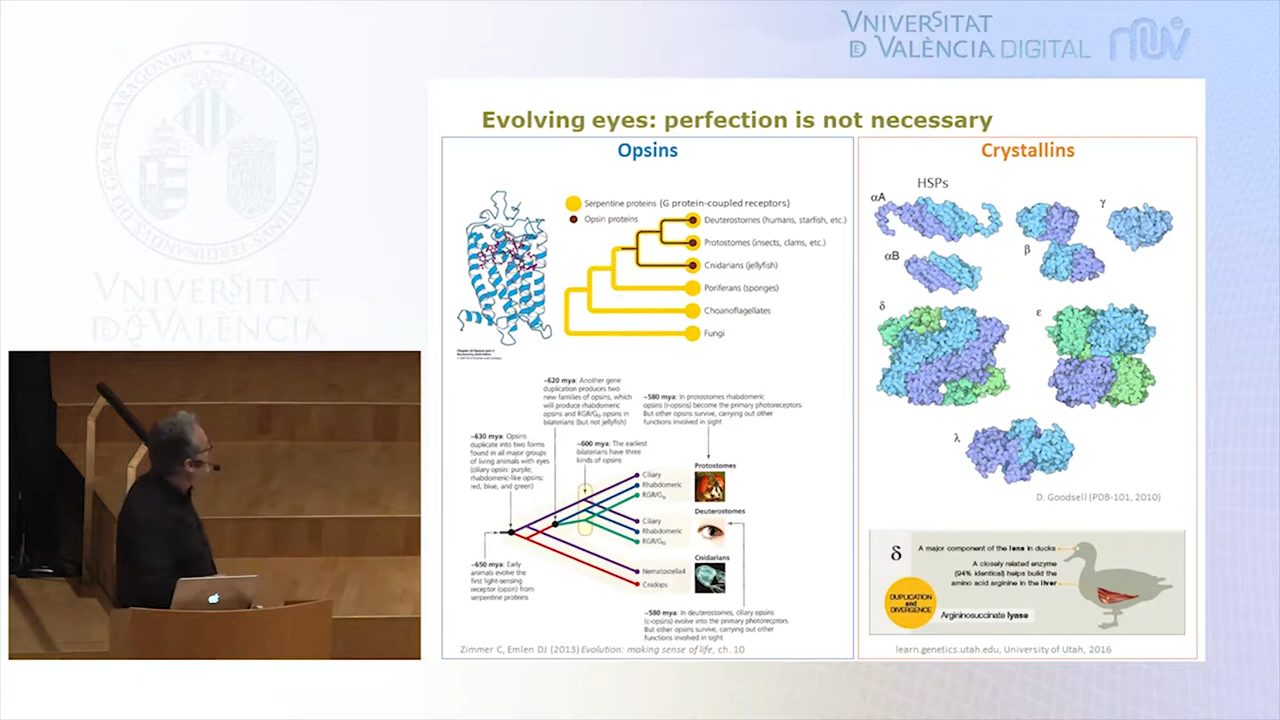 VNIVERSITAT
DE VALÈNCIA DIGITAL
VNIVERSITAT
DE VALÈNCIA
Evolving eyes: perfection is not necessary
Opsins
Serpentine proteins (G protein-coupled receptors)
Opsin proteins
Deuterostomes (humans, starfish, etc.)
Protostomes (insects, clams, etc.)
Cnidarians (jellyfish)
Poriferans (sponges)
Choanoflagellates
Fungi
~620 mya: Another gene
duplication produces two
new families of opsins, which
will produce rhabdomeric
opsins and RGR/G₀ opsins in
bilaterians (but not jellyfish)
~580 mya: In protostomes rhabdomeric
opsins (r-opsins) become the primary photoreceptors.
But other opsins survive, carrying out other
functions involved in sight
~630 mya: Opsins
duplicate into two forms
found in all major groups
of living animals with eyes
(ciliary opsin: purple,
rhabdomeric-like opsins:
red, blue, and green)
~600 mya: The earliest
bilaterians have three
kinds of opsins
Ciliary
Rhabdomeric
RGR/G₀
Protostomes
Ciliary
Rhabdomeric
RGR/G₀
Deuterostomes
Nematostella4
Cnidops
Cnidarians
~650 mya: Early
animals evolve the
first light-sensing
receptor (opsin) from
serpentine proteins
~580 mya: In deuterostomes, ciliary opsins
(c-opsins) evolve into the primary photorecptors.
But other opsins survive, carrying out other
functions involved in sight
Zimmer C, Emlen DJ (2013) Evolution: making sense of life, ch. 10
Crystallins
HSPs
αA
γ
αB
β
δ
ε
λ
D. Goodsell (PDB-101, 2010)
δ
A major component of the lens in ducks
A closely related enzyme
(94% identical) helps build the
amino acid arginine in the liver
DUPLICATION
and
DIVERGENCE
Argininosuccinate lyase
learn.genetics.utah.edu, University of Utah, 2016